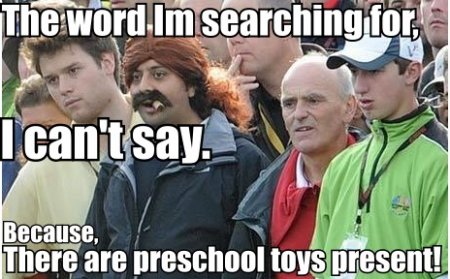 The word Im searching for,
I can't say.
Because,
There are preschool toys present!